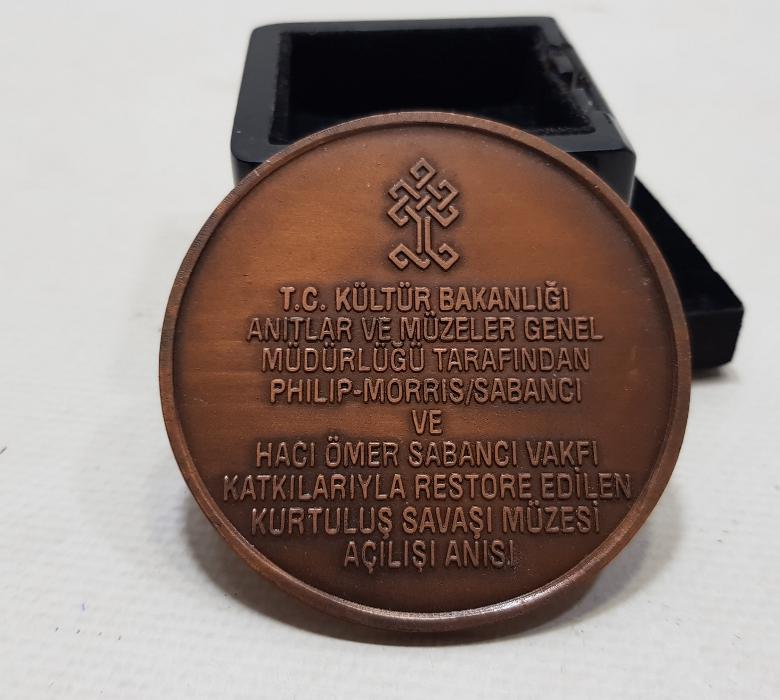 T.C. KÜLTÜR BAKANLIĞI
ANITLAR VE MÜZELER GENEL
MÜDÜRLÜĞÜ TARAFINDAN
PHILIP-MORRIS/SABANCI
VE
HACI ÖMER SABANCI VAKFI
KATKILARIYLA RESTORE EDİLEN
KURTULUŞ SAVAŞI MÜZESİ
AÇILIŞI ANISI